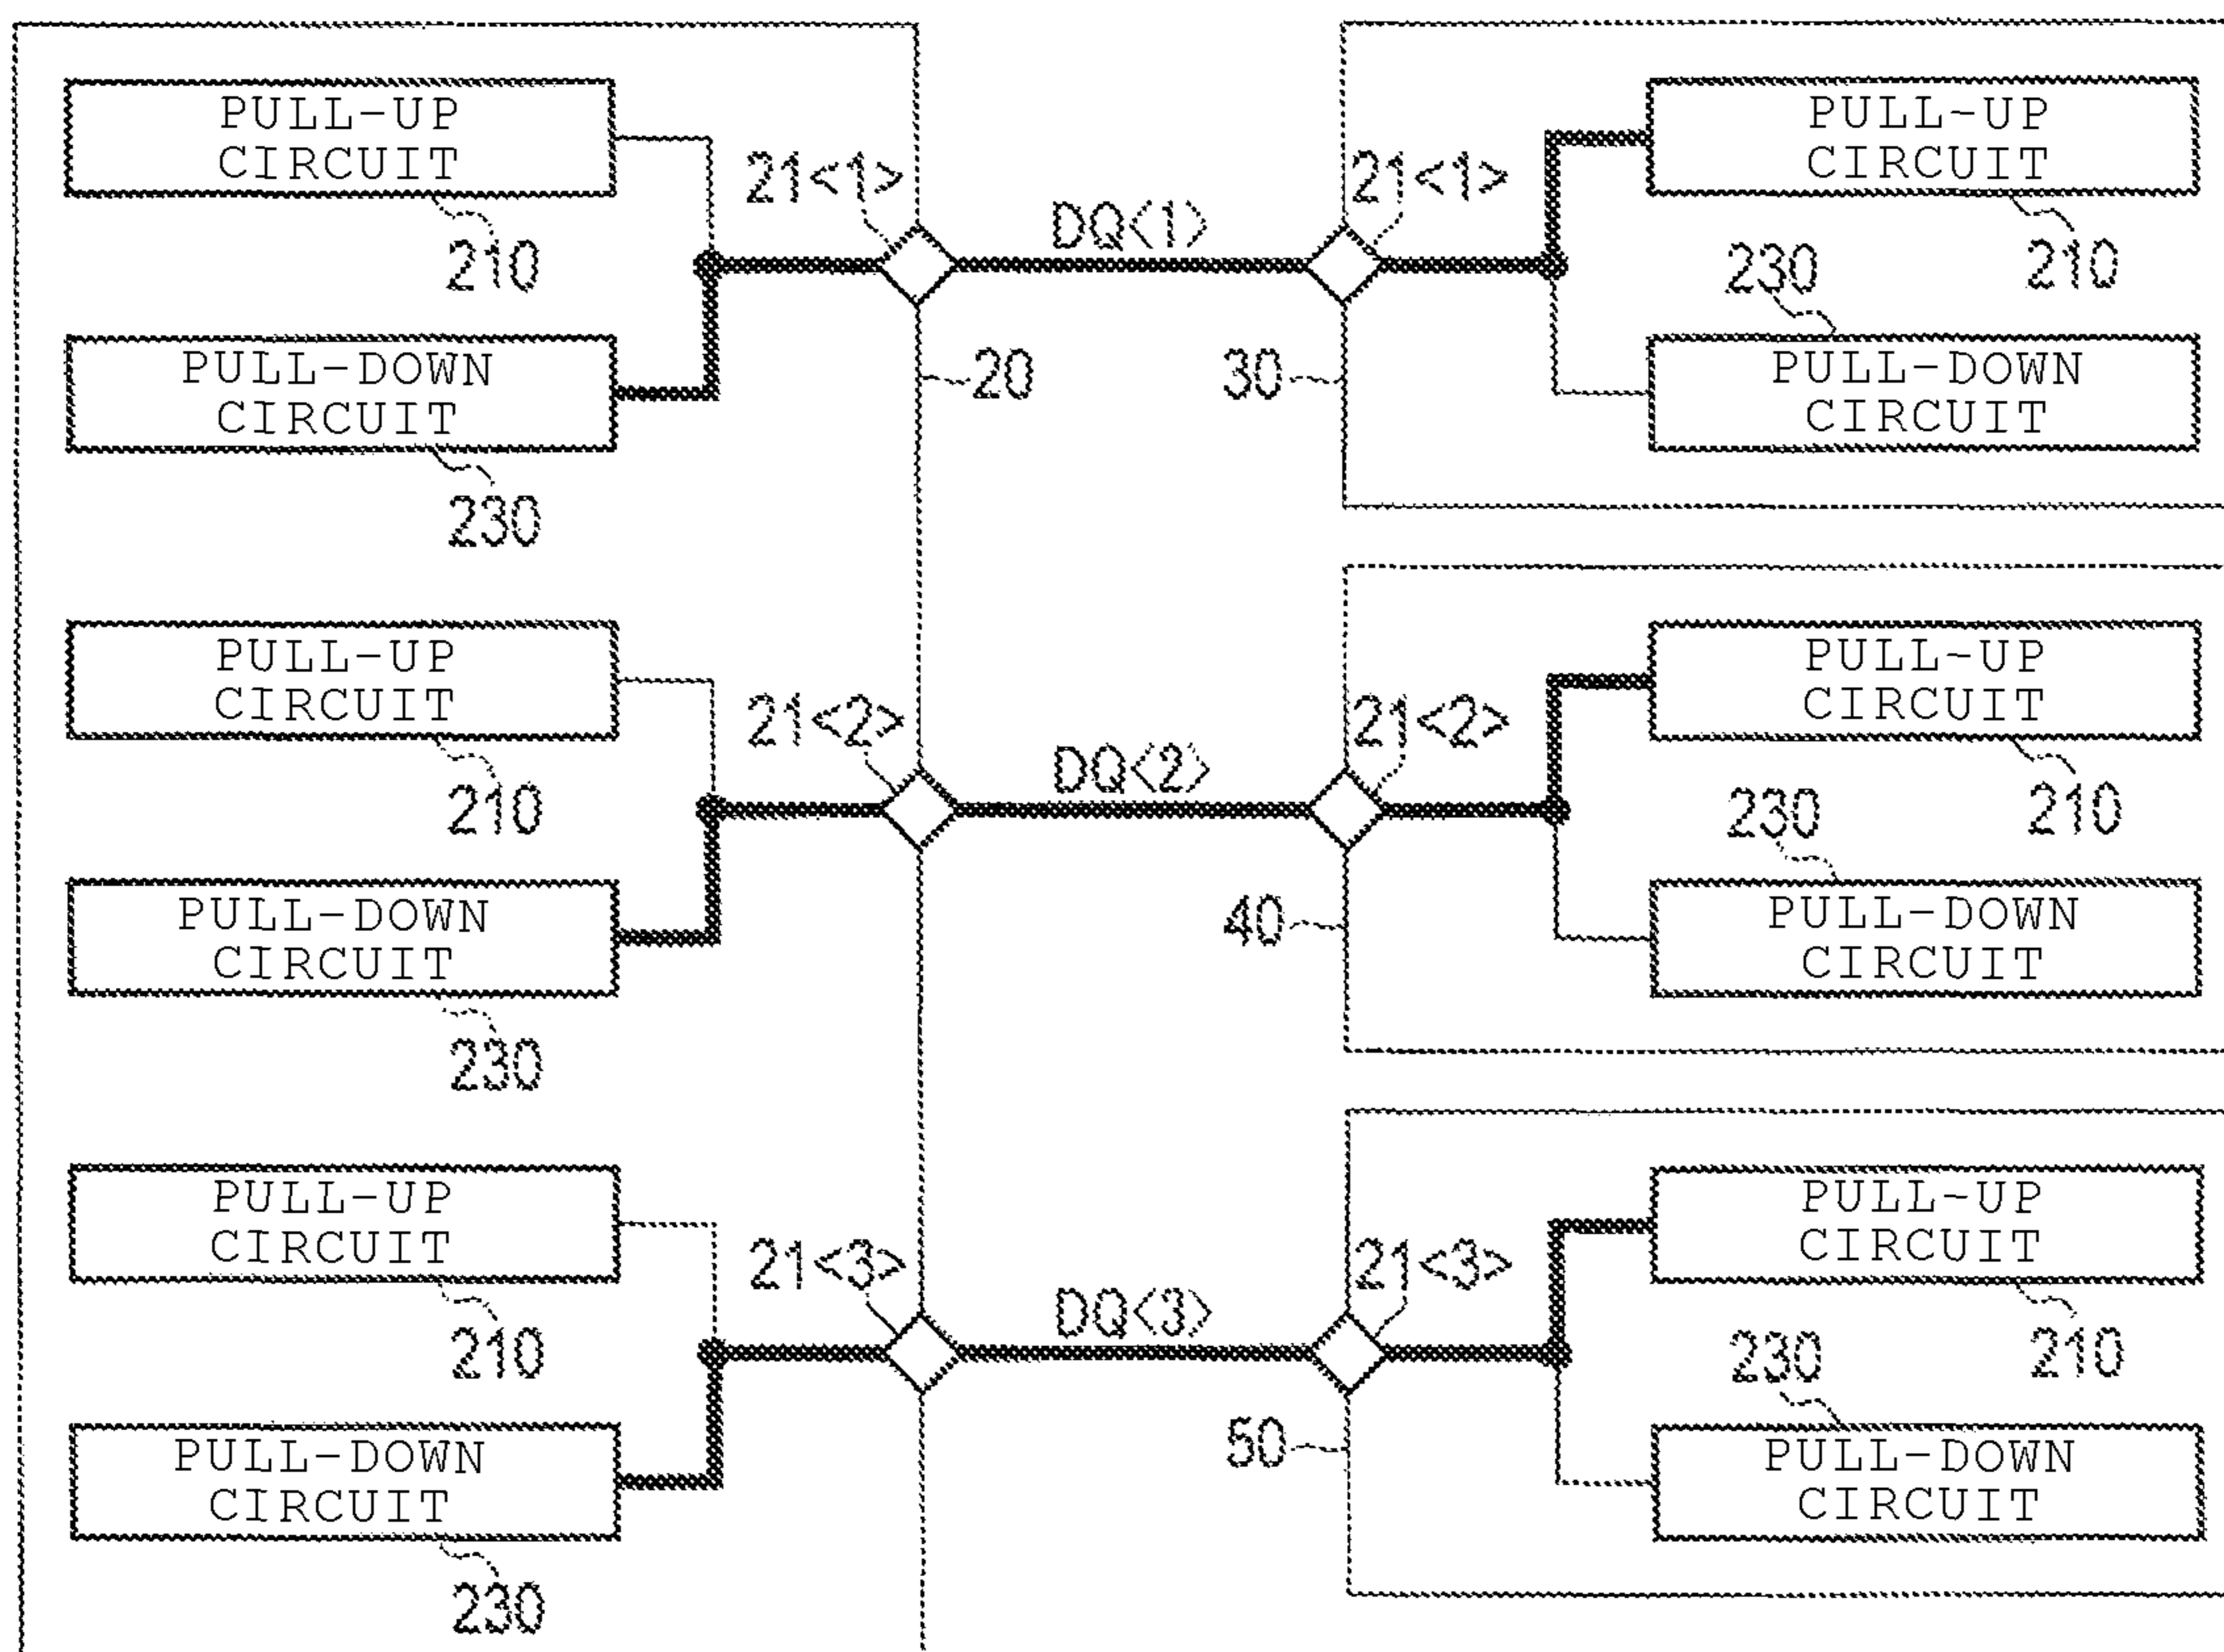 PULL-UP
CIRCUIT
210
21<1>
DQ<1>
21<1>
PULL-UP
CIRCUIT
210
PULL-DOWN
CIRCUIT
230
20
30
230
PULL-DOWN
CIRCUIT
PULL-UP
CIRCUIT
210
21<2>
DQ<2>
21<2>
PULL-UP
CIRCUIT
210
PULL-DOWN
CIRCUIT
230
40
230
PULL-DOWN
CIRCUIT
PULL-UP
CIRCUIT
210
21<3>
DQ<3>
21<3>
PULL-UP
CIRCUIT
210
PULL-DOWN
CIRCUIT
230
50
230
PULL-DOWN
CIRCUIT